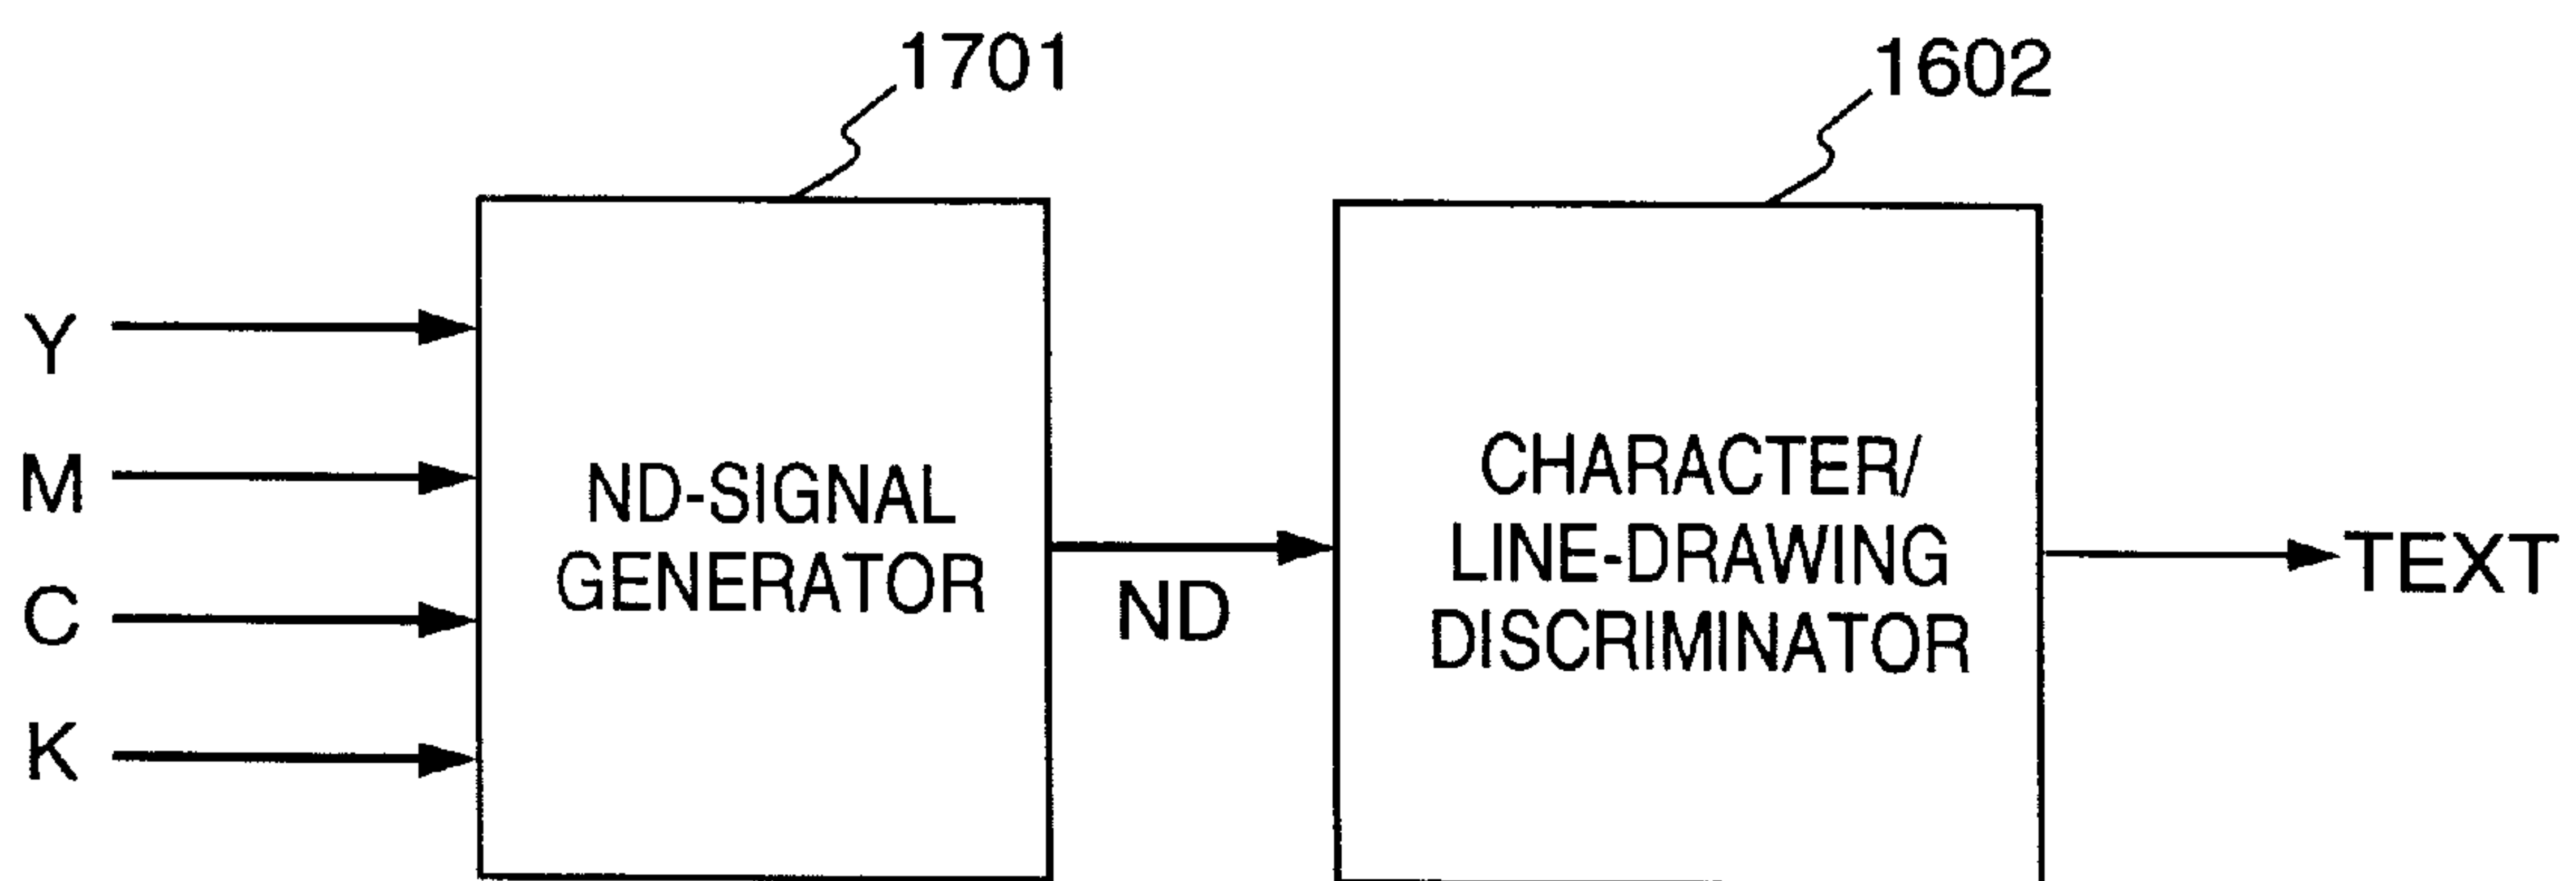 1701
1602
Y
M
C
K
ND-SIGNAL
GENERATOR
ND
CHARACTER/
LINE-DRAWING
DISCRIMINATOR
TEXT